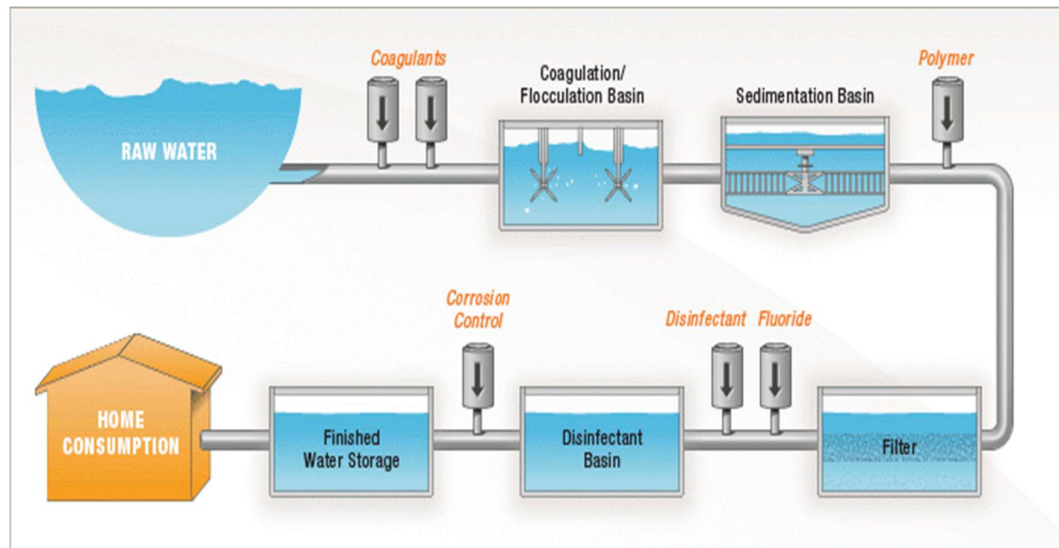 Coagulants
Coagulation/
Flocculation Basin
Sedimentation Basin
Polymer
RAW WATER
Corrosion
Control
Disinfectant
Fluoride
HOME
CONSUMPTION
Finished
Water Storage
Disinfectant
Basin
Filter